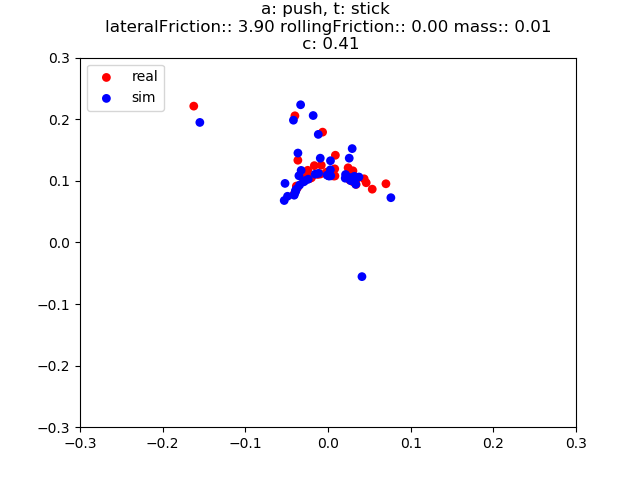 a: push, t: stick
lateralFriction:: 3.90 rollingFriction:: 0.00 mass:: 0.01
c: 0.41
real
sim
0.3
0.2
0.1
0.0
−0.1
−0.2
−0.3
−0.3
−0.2
−0.1
0.0
0.1
0.2
0.3